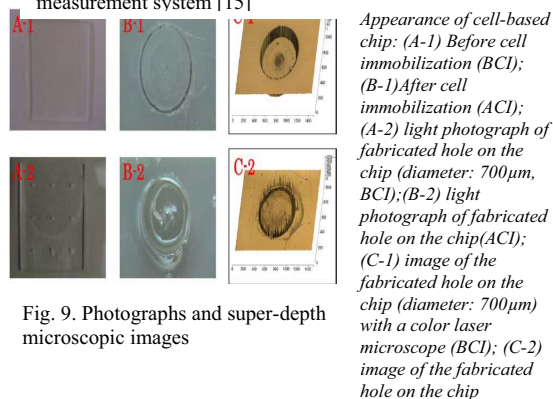 measurement system [15]
A-1
B-1
C-1
A-2
B-2
C-2
Fig. 9. Photographs and super-depth
microscopic images
Appearance of cell-based
chip: (A-1) Before cell
immobilization (BCI);
(B-1)After cell
immobilization (ACI);
(A-2) light photograph of
fabricated hole on the
chip (diameter: 700µm,
BCI);(B-2) light
photograph of fabricated
hole on the chip(ACI);
(C-1) image of the
fabricated hole on the
chip (diameter: 700µm)
with a color laser
microscope (BCI); (C-2)
image of the fabricated
hole on the chip